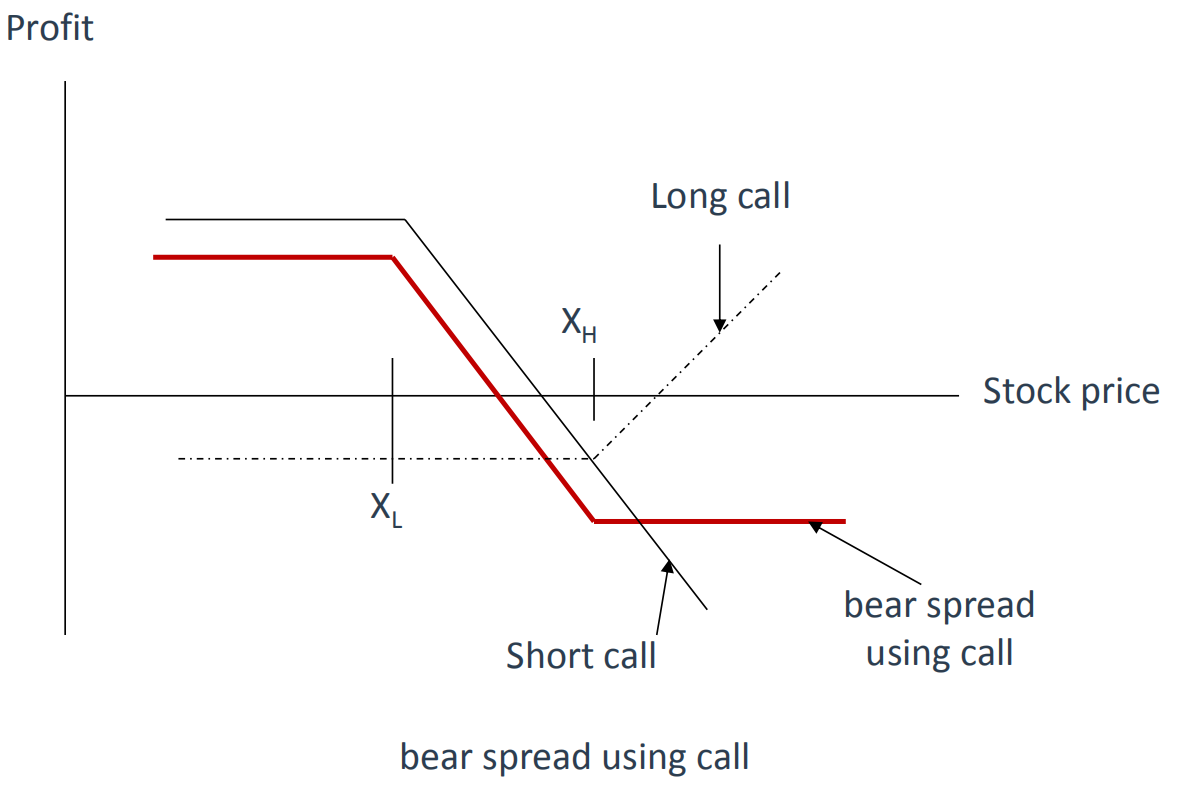 Profit
Long call
X_H
Stock price
X_L
bear spread
using call
Short call
bear spread using call